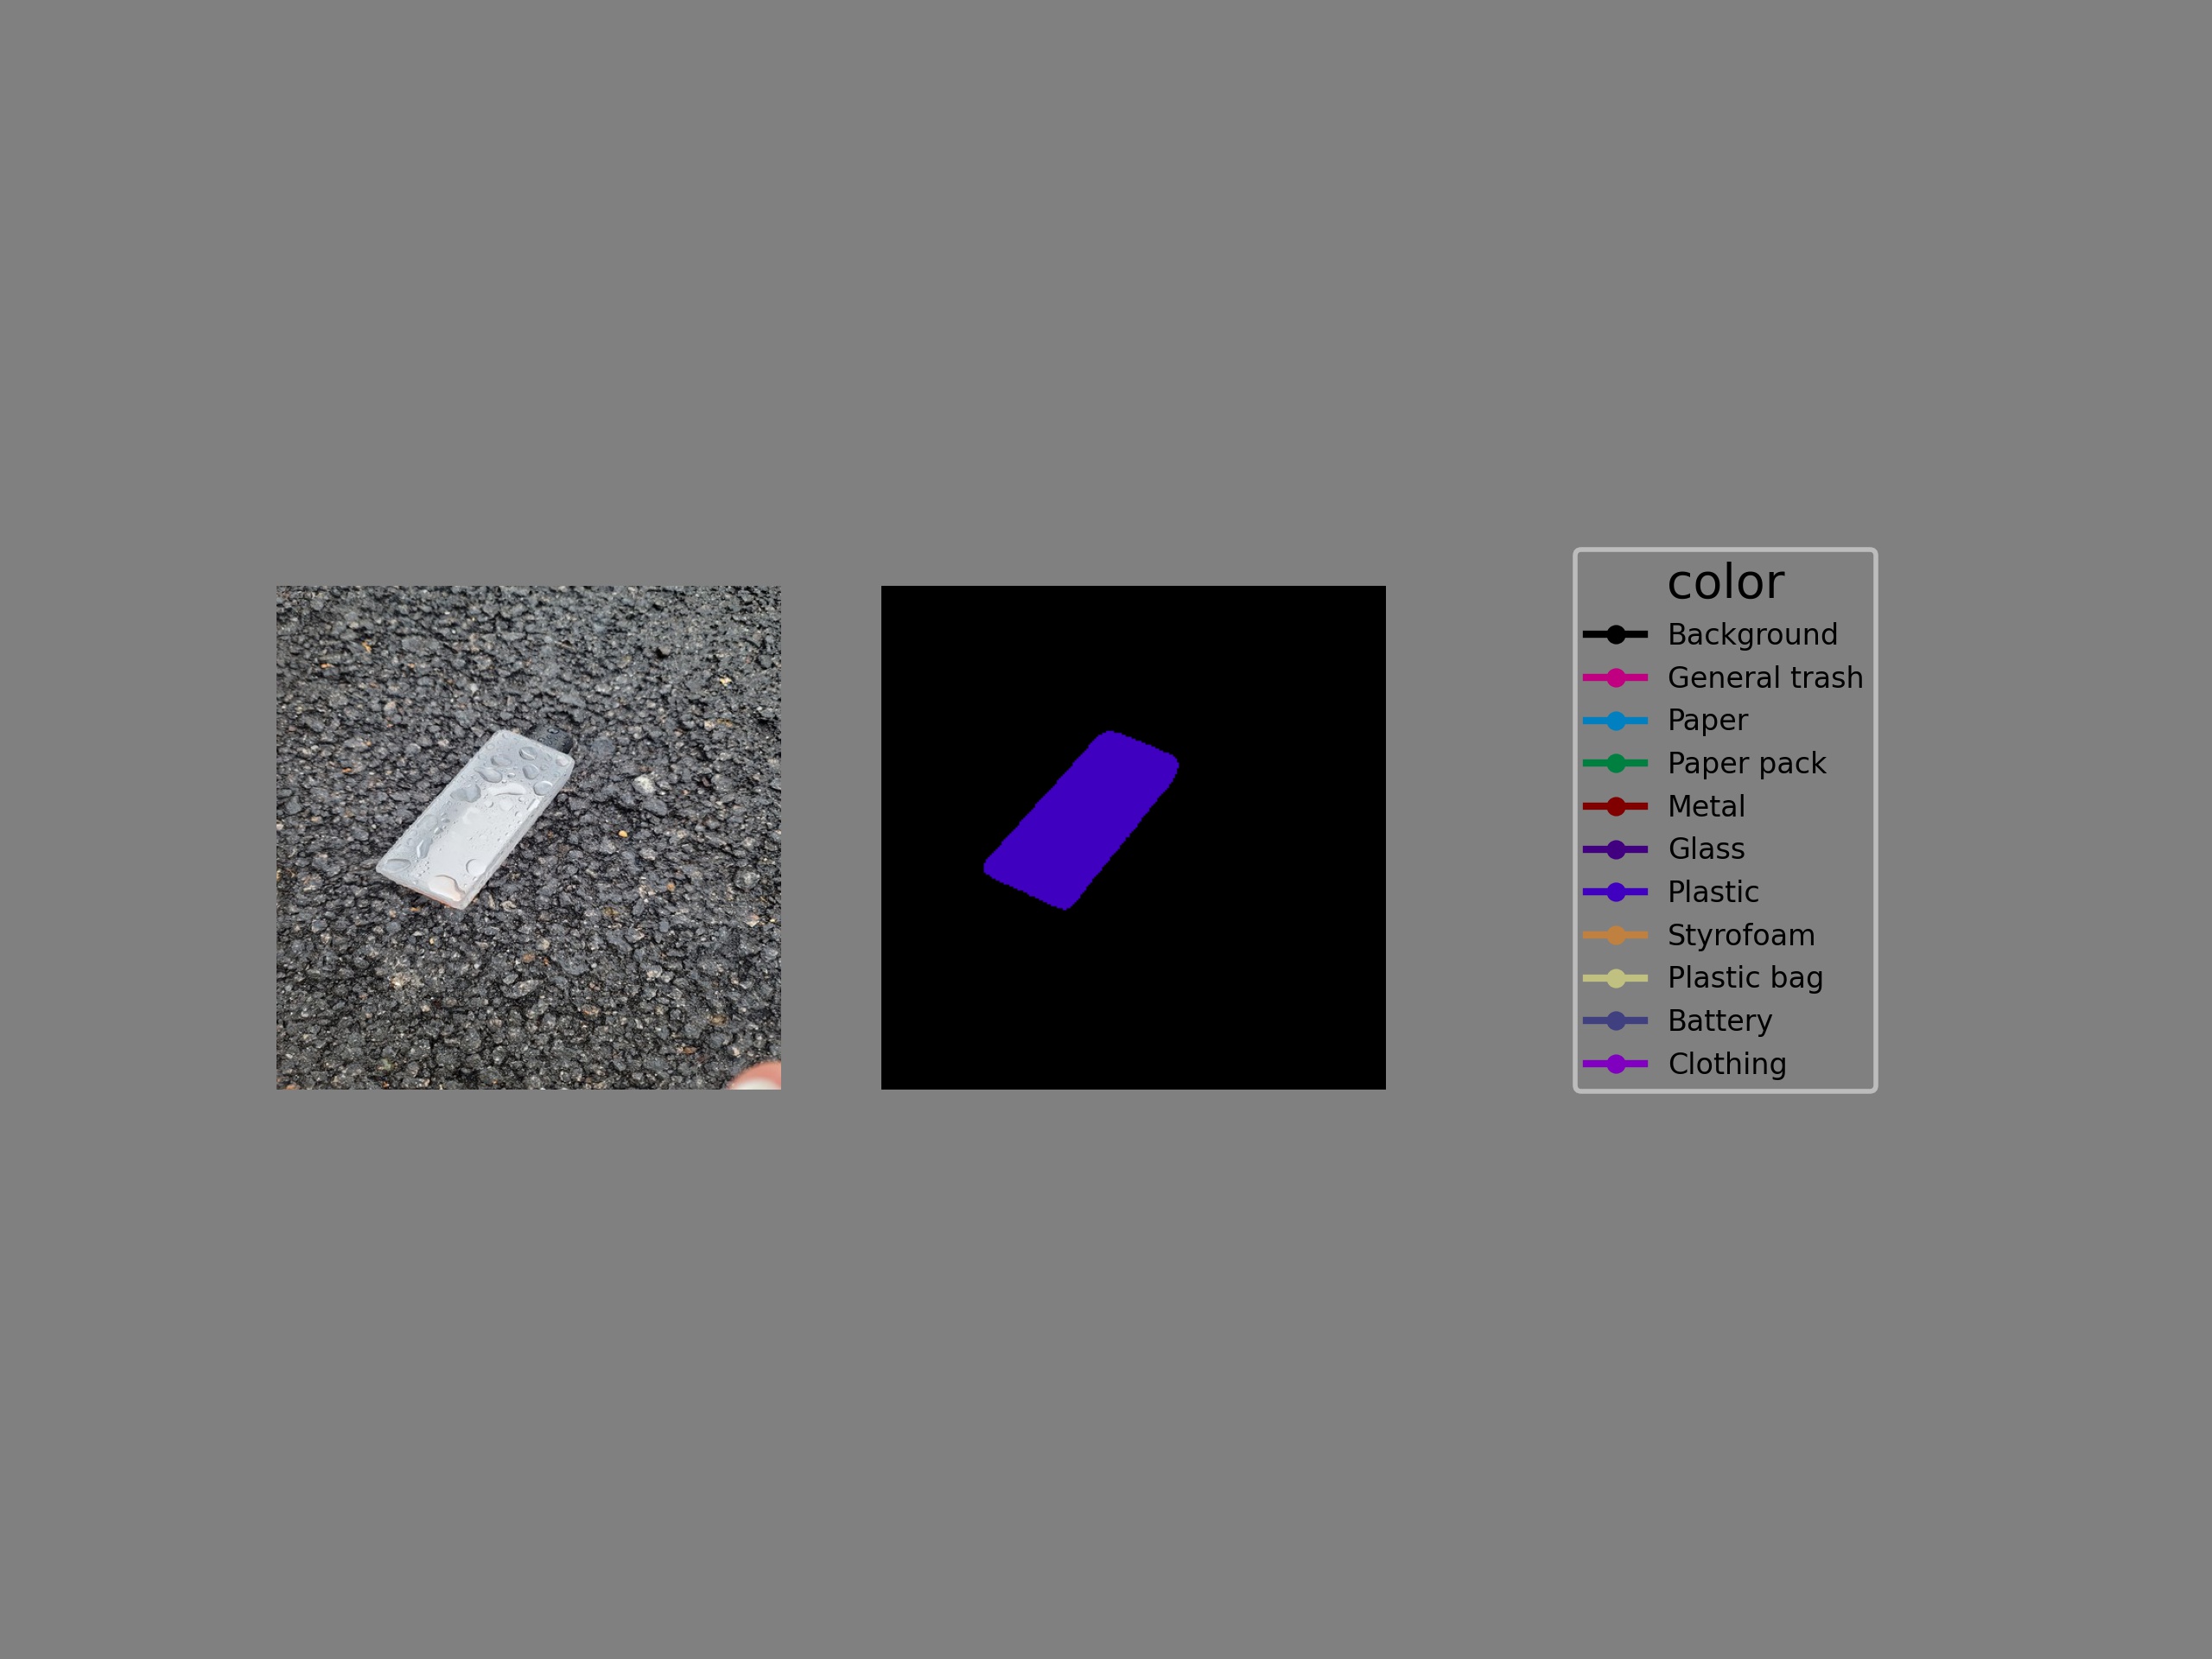 color
Background
General trash
Paper
Paper pack
Metal
Glass
Plastic
Styrofoam
Plastic bag
Battery
Clothing